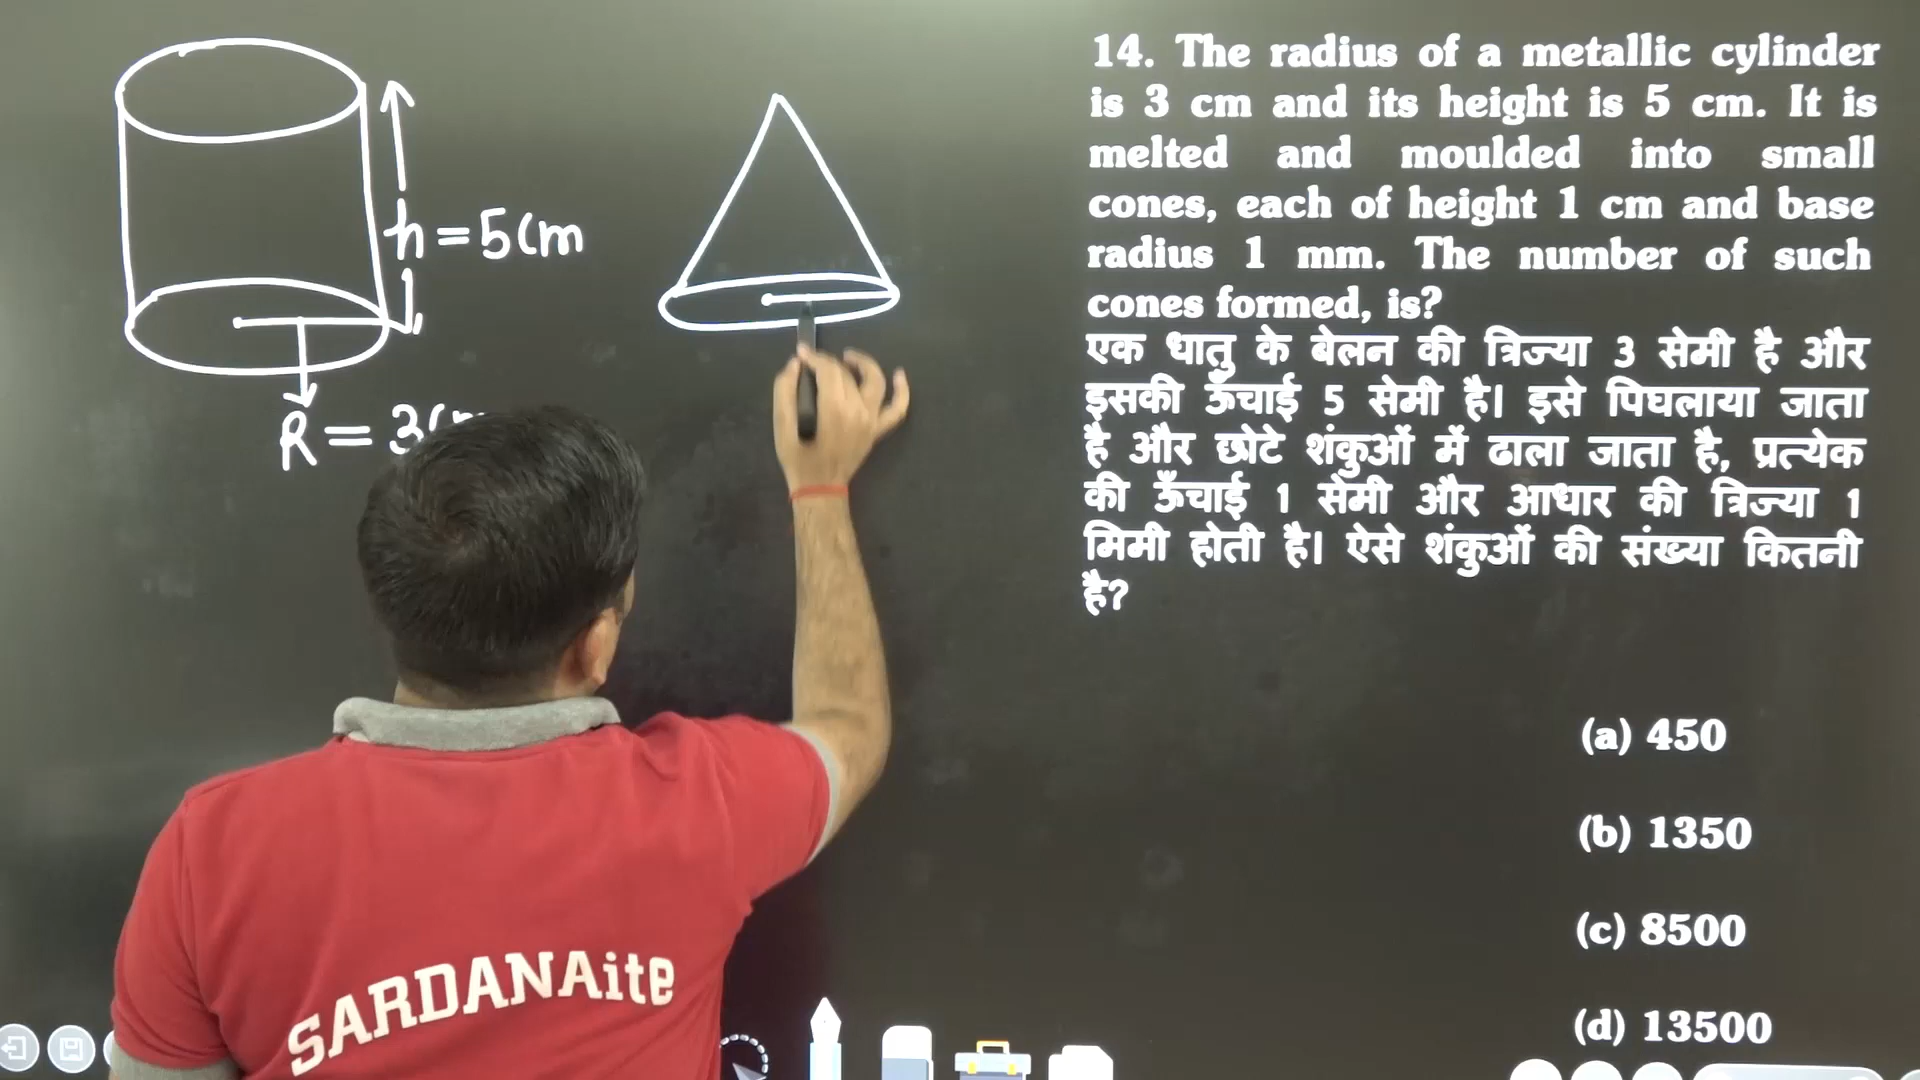 14. The radius of a metallic cylinder
is 3 cm and its height is 5 cm. It is
melted and moulded into small
cones, each of height 1 cm and base
radius 1 mm. The number of such
cones formed, is?
एक धातु के बेलन की त्रिज्या 3 सेमी है और
इसकी ऊँचाई 5 सेमी है। इसे पिघलाया जाता
है और छोटे शंकुओं में ढाला जाता है, प्रत्येक
की ऊँचाई 1 सेमी और आधार की त्रिज्या 1
मिमी होती है। ऐसे शंकुओं की संख्या कितनी
है?
(a) 450
(b) 1350
(c) 8500
(d) 13500
h = 5cm
R = 3
SARDANAite